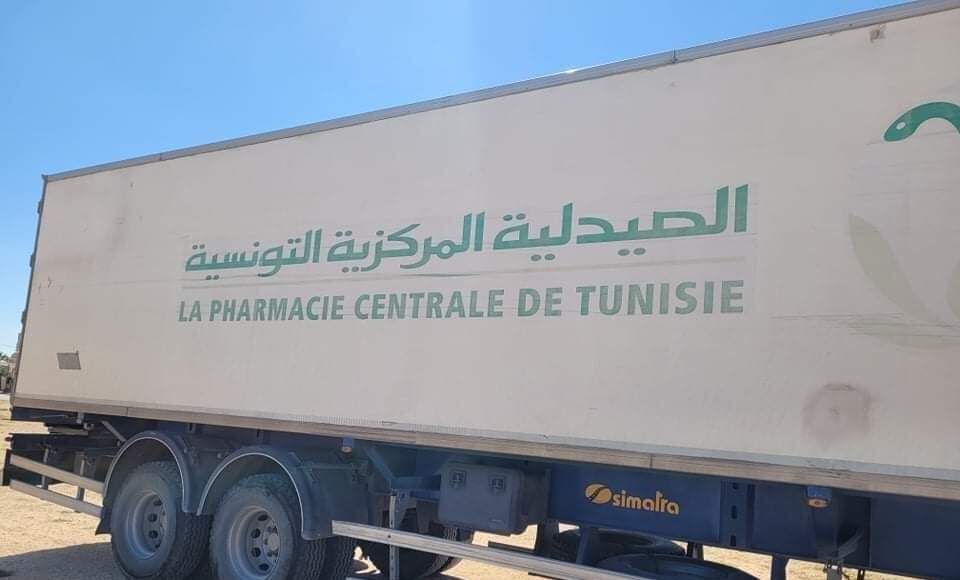 الصيدلية المركزية التونسية
LA PHARMACIE CENTRALE DE TUNISIE
simatra